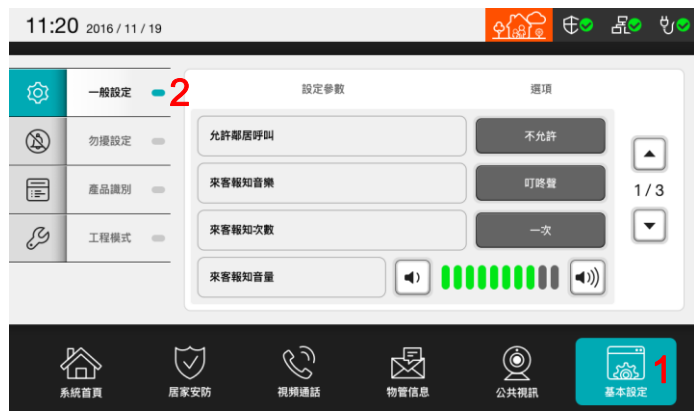 11:20 2016 / 11 / 19
一般設定 2
勿擾設定
產品識別
工程模式
設定參數 選項
允許鄰居呼叫 不允許
來客報知音樂 叮咚聲
1 / 3
來客報知次數 一次
來客報知音量
系統首頁 居家安防 視頻通話 物管信息 公共視訊 基本設定 1